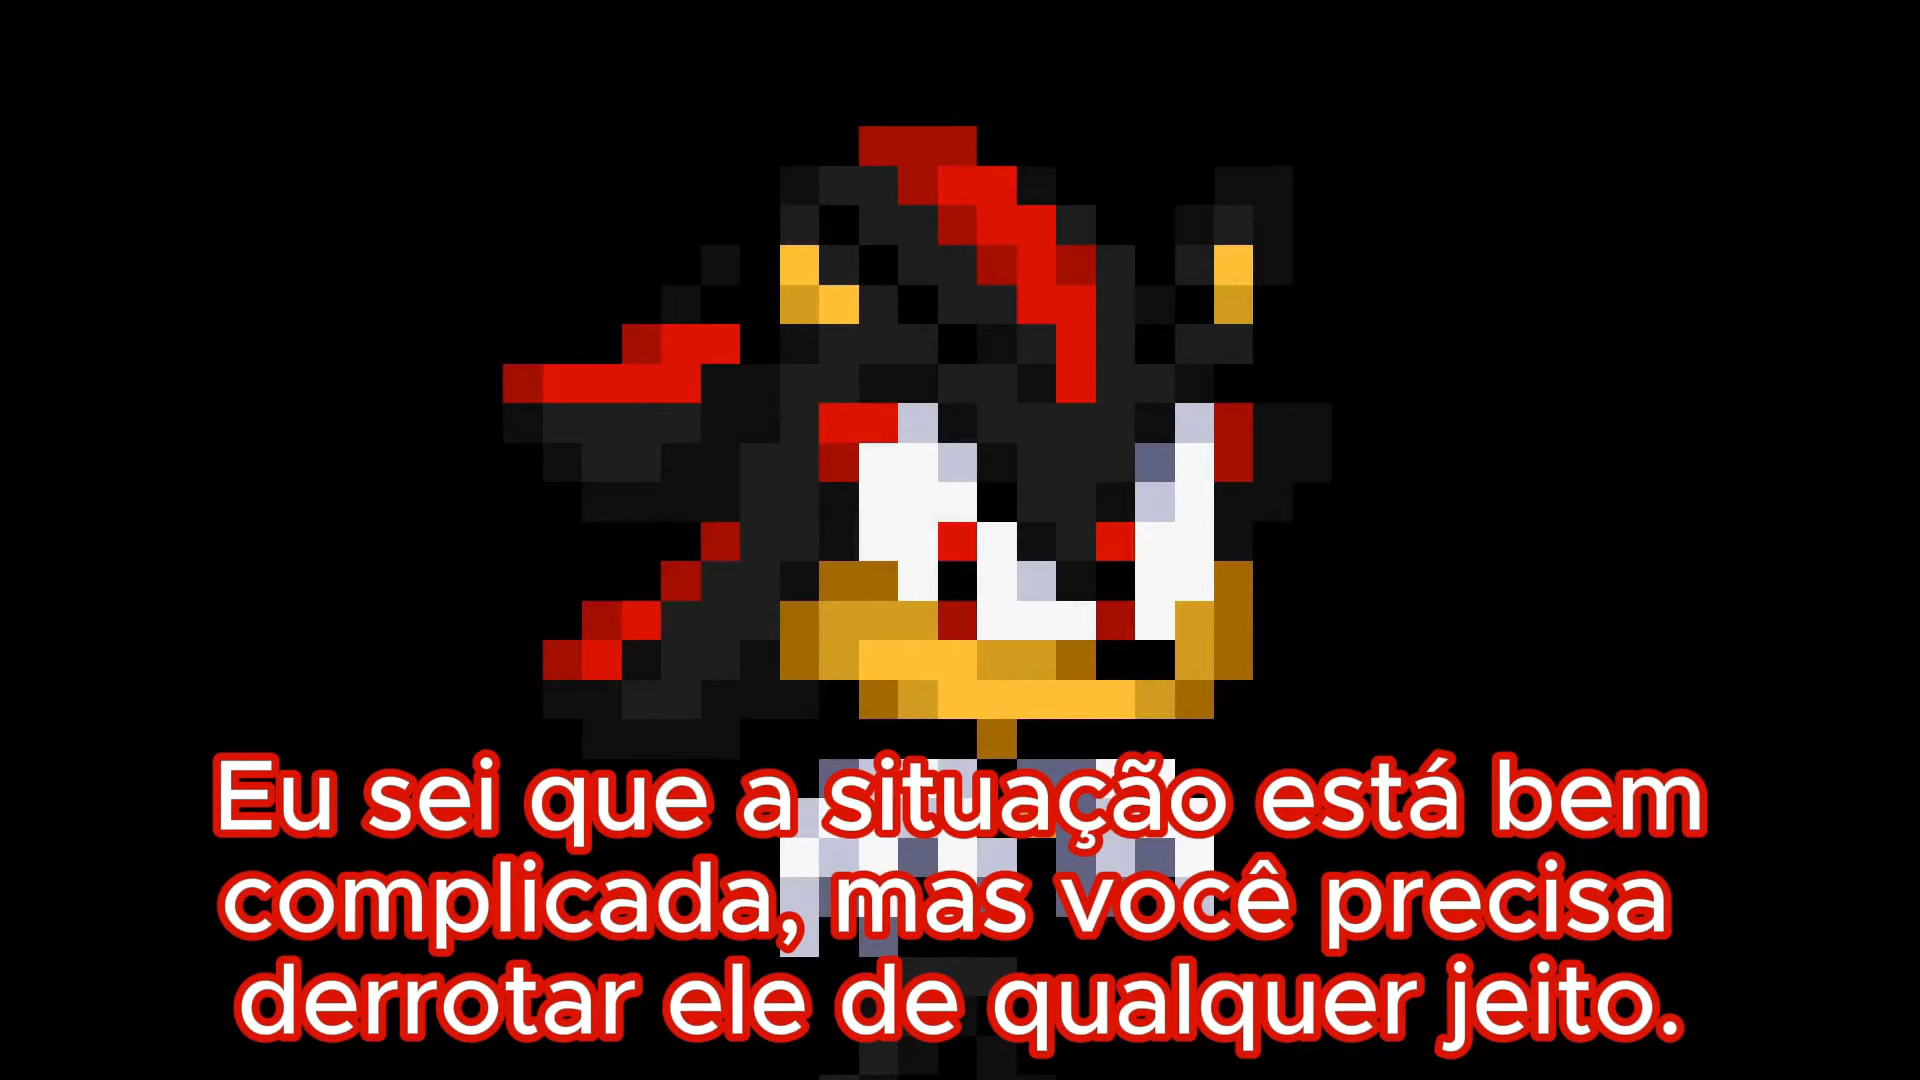 Eu sei que a situação está bem
complicada, mas você precisa
derrotar ele de qualquer jeito.